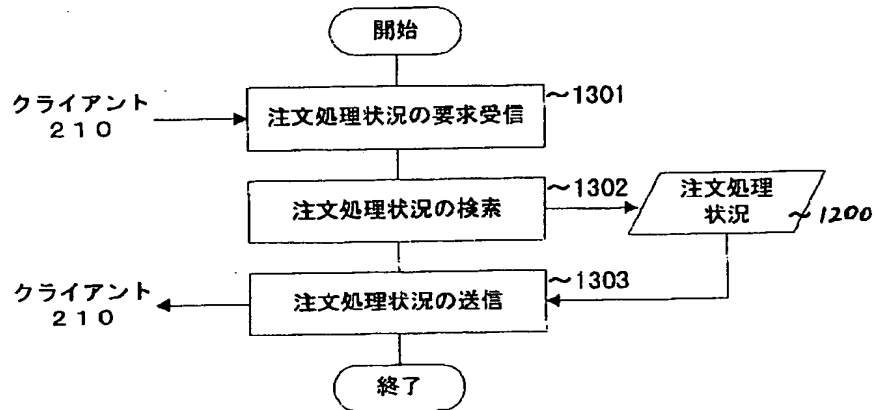 開始
クライアント
210
注文処理状況の要求受信
~1301
注文処理状況の検索
~1302
注文処理
状況
~1200
クライアント
210
注文処理状況の送信
~1303
終了